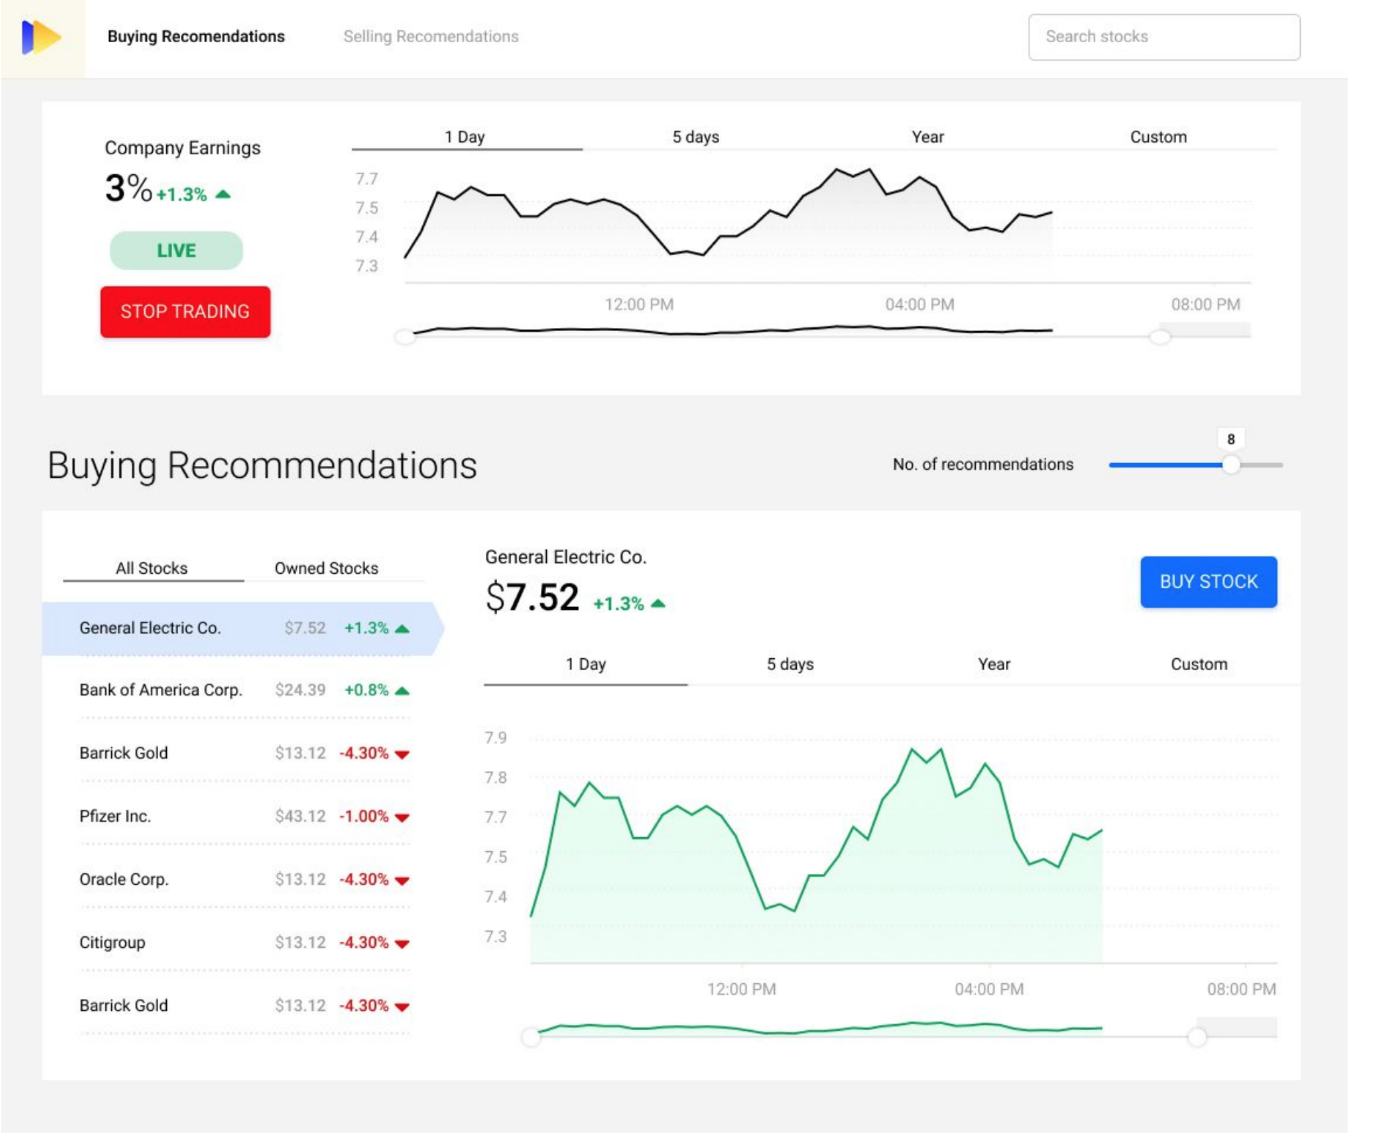 Buying Recomendations
Selling Recomendations
Search stocks
Company Earnings
3% +1.3%
LIVE
STOP TRADING
1 Day 5 days Year Custom
7.7
7.5
7.4
7.3
12:00 PM 04:00 PM 08:00 PM
Buying Recommendations
No. of recommendations
8
All Stocks Owned Stocks
General Electric Co. $7.52 +1.3%
Bank of America Corp. $24.39 +0.8%
Barrick Gold $13.12 -4.30%
Pfizer Inc. $43.12 -1.00%
Oracle Corp. $13.12 -4.30%
Citigroup $13.12 -4.30%
Barrick Gold $13.12 -4.30%
General Electric Co.
$7.52 +1.3%
BUY STOCK
1 Day 5 days Year Custom
7.9
7.8
7.7
7.5
7.4
7.3
12:00 PM 04:00 PM 08:00 PM